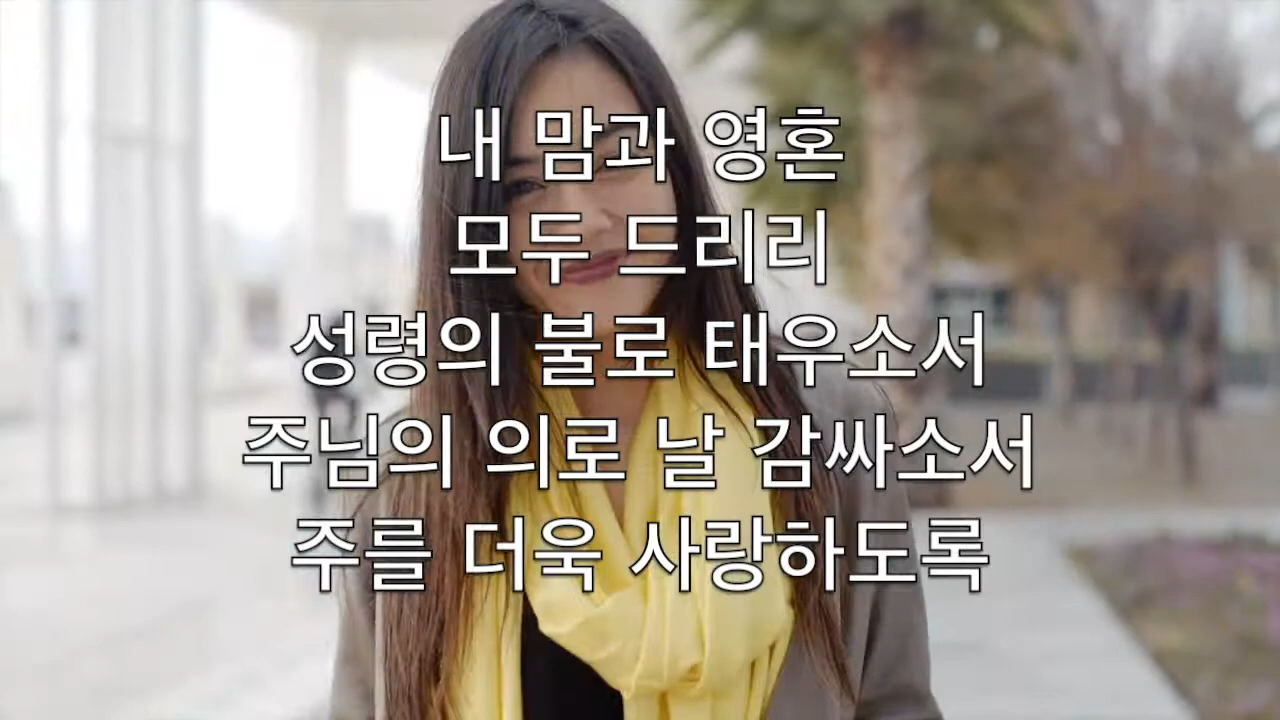 내 맘과 영혼
모두 드리리
성령의 불로 태우소서
주님의 의로 날 감싸소서
주를 더욱 사랑하도록